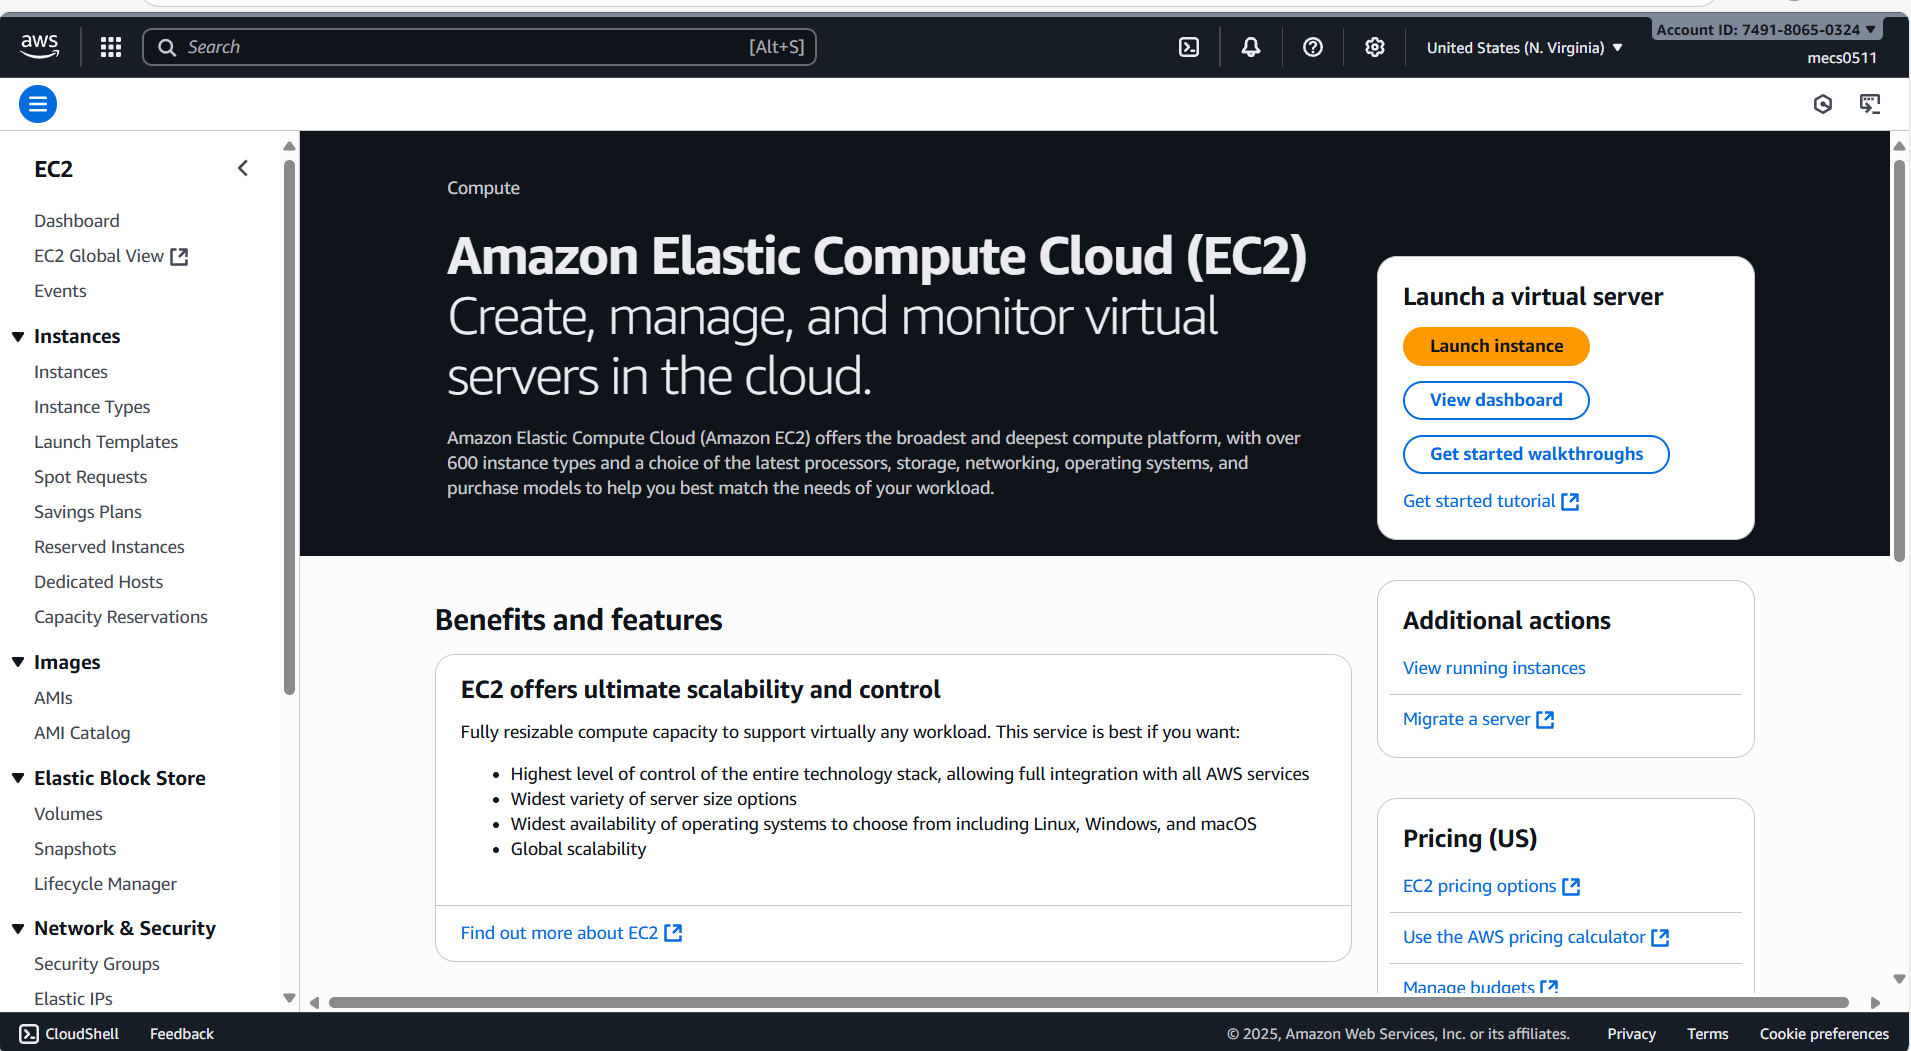 aws
Search
[Alt+S]
United States (N. Virginia)
Account ID: 7491-8065-0324
mecs0511
EC2
Dashboard
EC2 Global View
Events
Instances
Instances
Instance Types
Launch Templates
Spot Requests
Savings Plans
Reserved Instances
Dedicated Hosts
Capacity Reservations
Images
AMIs
AMI Catalog
Elastic Block Store
Volumes
Snapshots
Lifecycle Manager
Network & Security
Security Groups
Elastic IPs
Compute
Amazon Elastic Compute Cloud (EC2)
Create, manage, and monitor virtual
servers in the cloud.
Amazon Elastic Compute Cloud (Amazon EC2) offers the broadest and deepest compute platform, with over
600 instance types and a choice of the latest processors, storage, networking, operating systems, and
purchase models to help you best match the needs of your workload.
Launch a virtual server
Launch instance
View dashboard
Get started walkthroughs
Get started tutorial
Benefits and features
EC2 offers ultimate scalability and control
Fully resizable compute capacity to support virtually any workload. This service is best if you want:
• Highest level of control of the entire technology stack, allowing full integration with all AWS services
• Widest variety of server size options
• Widest availability of operating systems to choose from including Linux, Windows, and macOS
• Global scalability
Find out more about EC2
Additional actions
View running instances
Migrate a server
Pricing (US)
EC2 pricing options
Use the AWS pricing calculator
Manage budgets
CloudShell
Feedback
© 2025, Amazon Web Services, Inc. or its affiliates.
Privacy
Terms
Cookie preferences